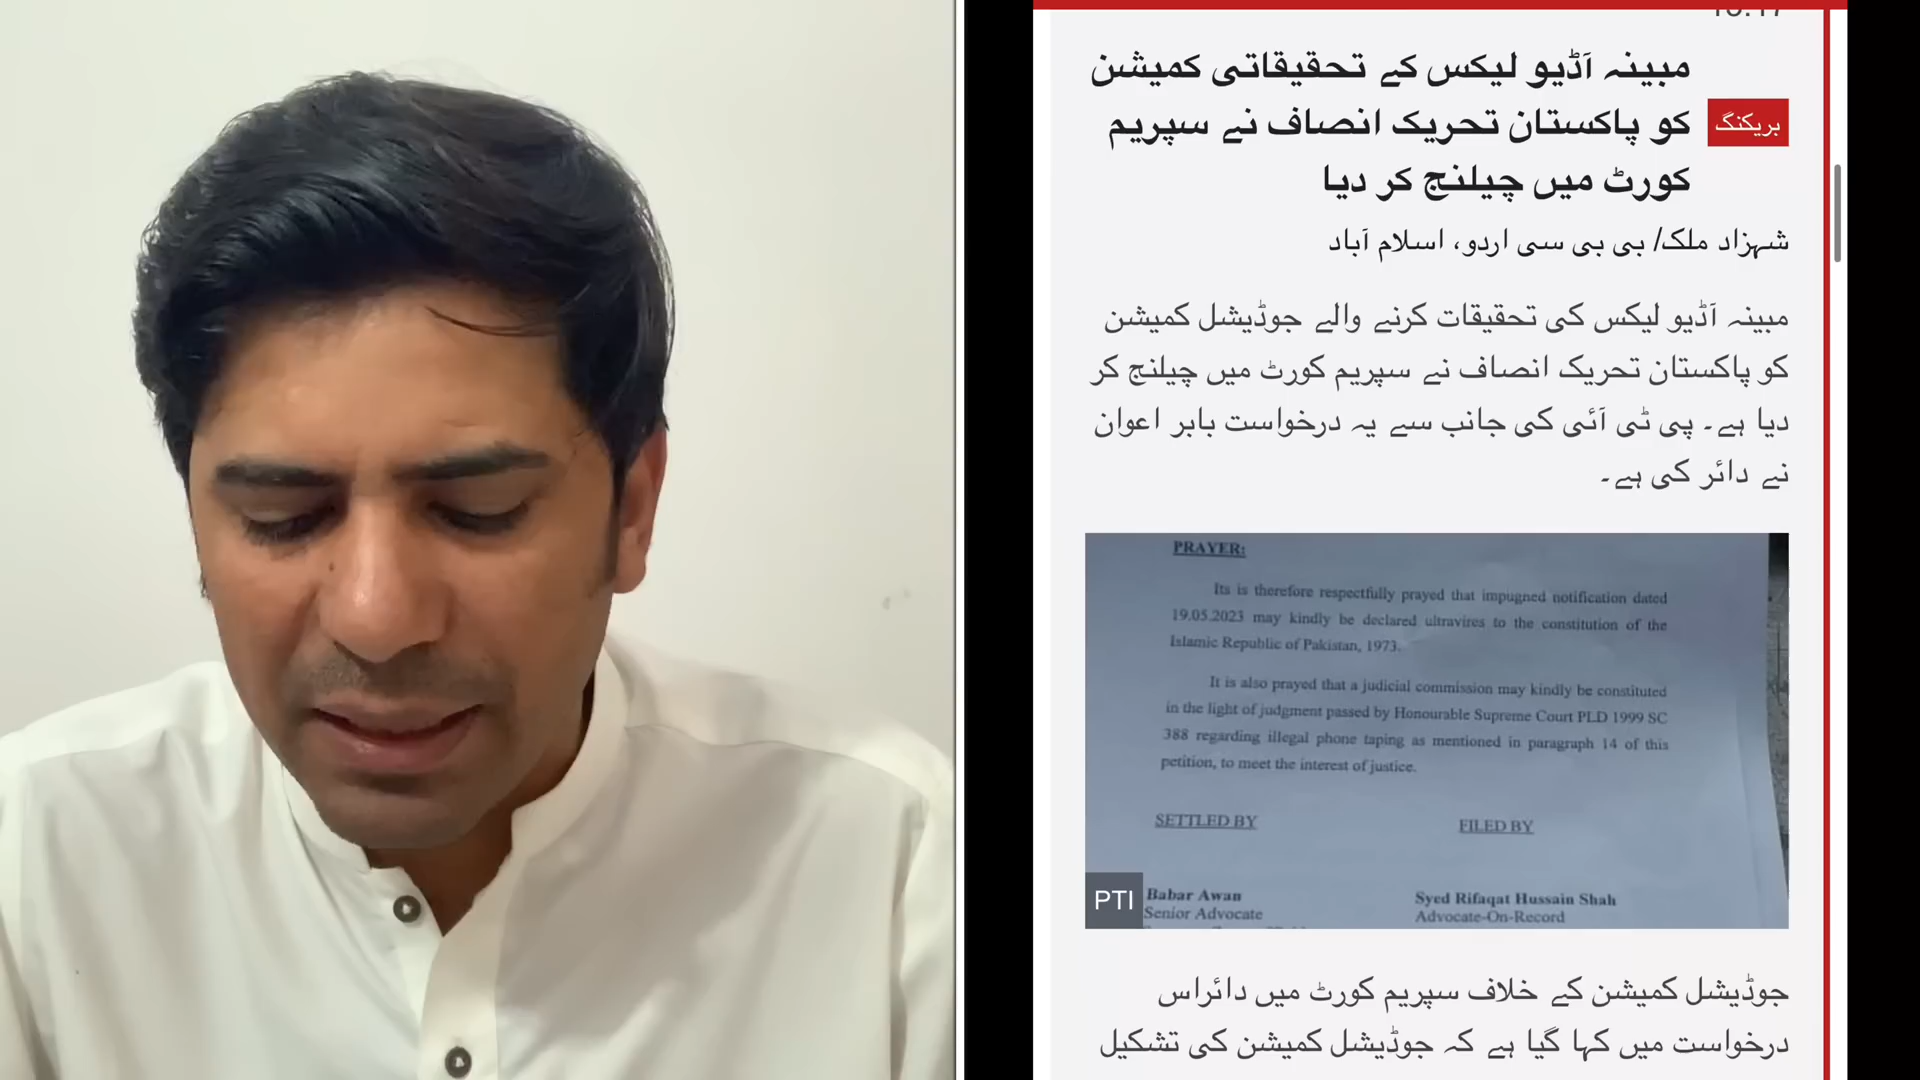 مبینہ آڈیو لیکس کے تحقیقاتی کمیشن
بریکنگ
کو پاکستان تحریک انصاف نے سپریم
کورٹ میں چیلنج کر دیا
شہزاد ملک/ بی بی سی اردو، اسلام آباد
مبینہ آڈیو لیکس کی تحقیقات کرنے والے جوڈیشل کمیشن
کو پاکستان تحریک انصاف نے سپریم کورٹ میں چیلنج کر
دیا ہے۔ پی ٹی آئی کی جانب سے یہ درخواست بابر اعوان
نے دائر کی ہے۔
PRAYER:
Its is therefore respectfully prayed that impugned notification dated
19.05.2023 may kindly be declared ultravires to the constitution of the
Islamic Republic of Pakistan, 1973.
It is also prayed that a judicial commission may kindly be constituted
in the light of judgment passed by Honourable Supreme Court PLD 1999 SC
388 regarding illegal phone taping as mentioned in paragraph 14 of this
petition, to meet the interest of justice.
SETTLED BY
FILED BY
PTI
Babar Awan
Senior Advocate
Syed Rifaqat Hussain Shah
Advocate-On-Record
جوڈیشل کمیشن کے خلاف سپریم کورٹ میں دائراس
درخواست میں کہا گیا ہے کہ جوڈیشل کمیشن کی تشکیل